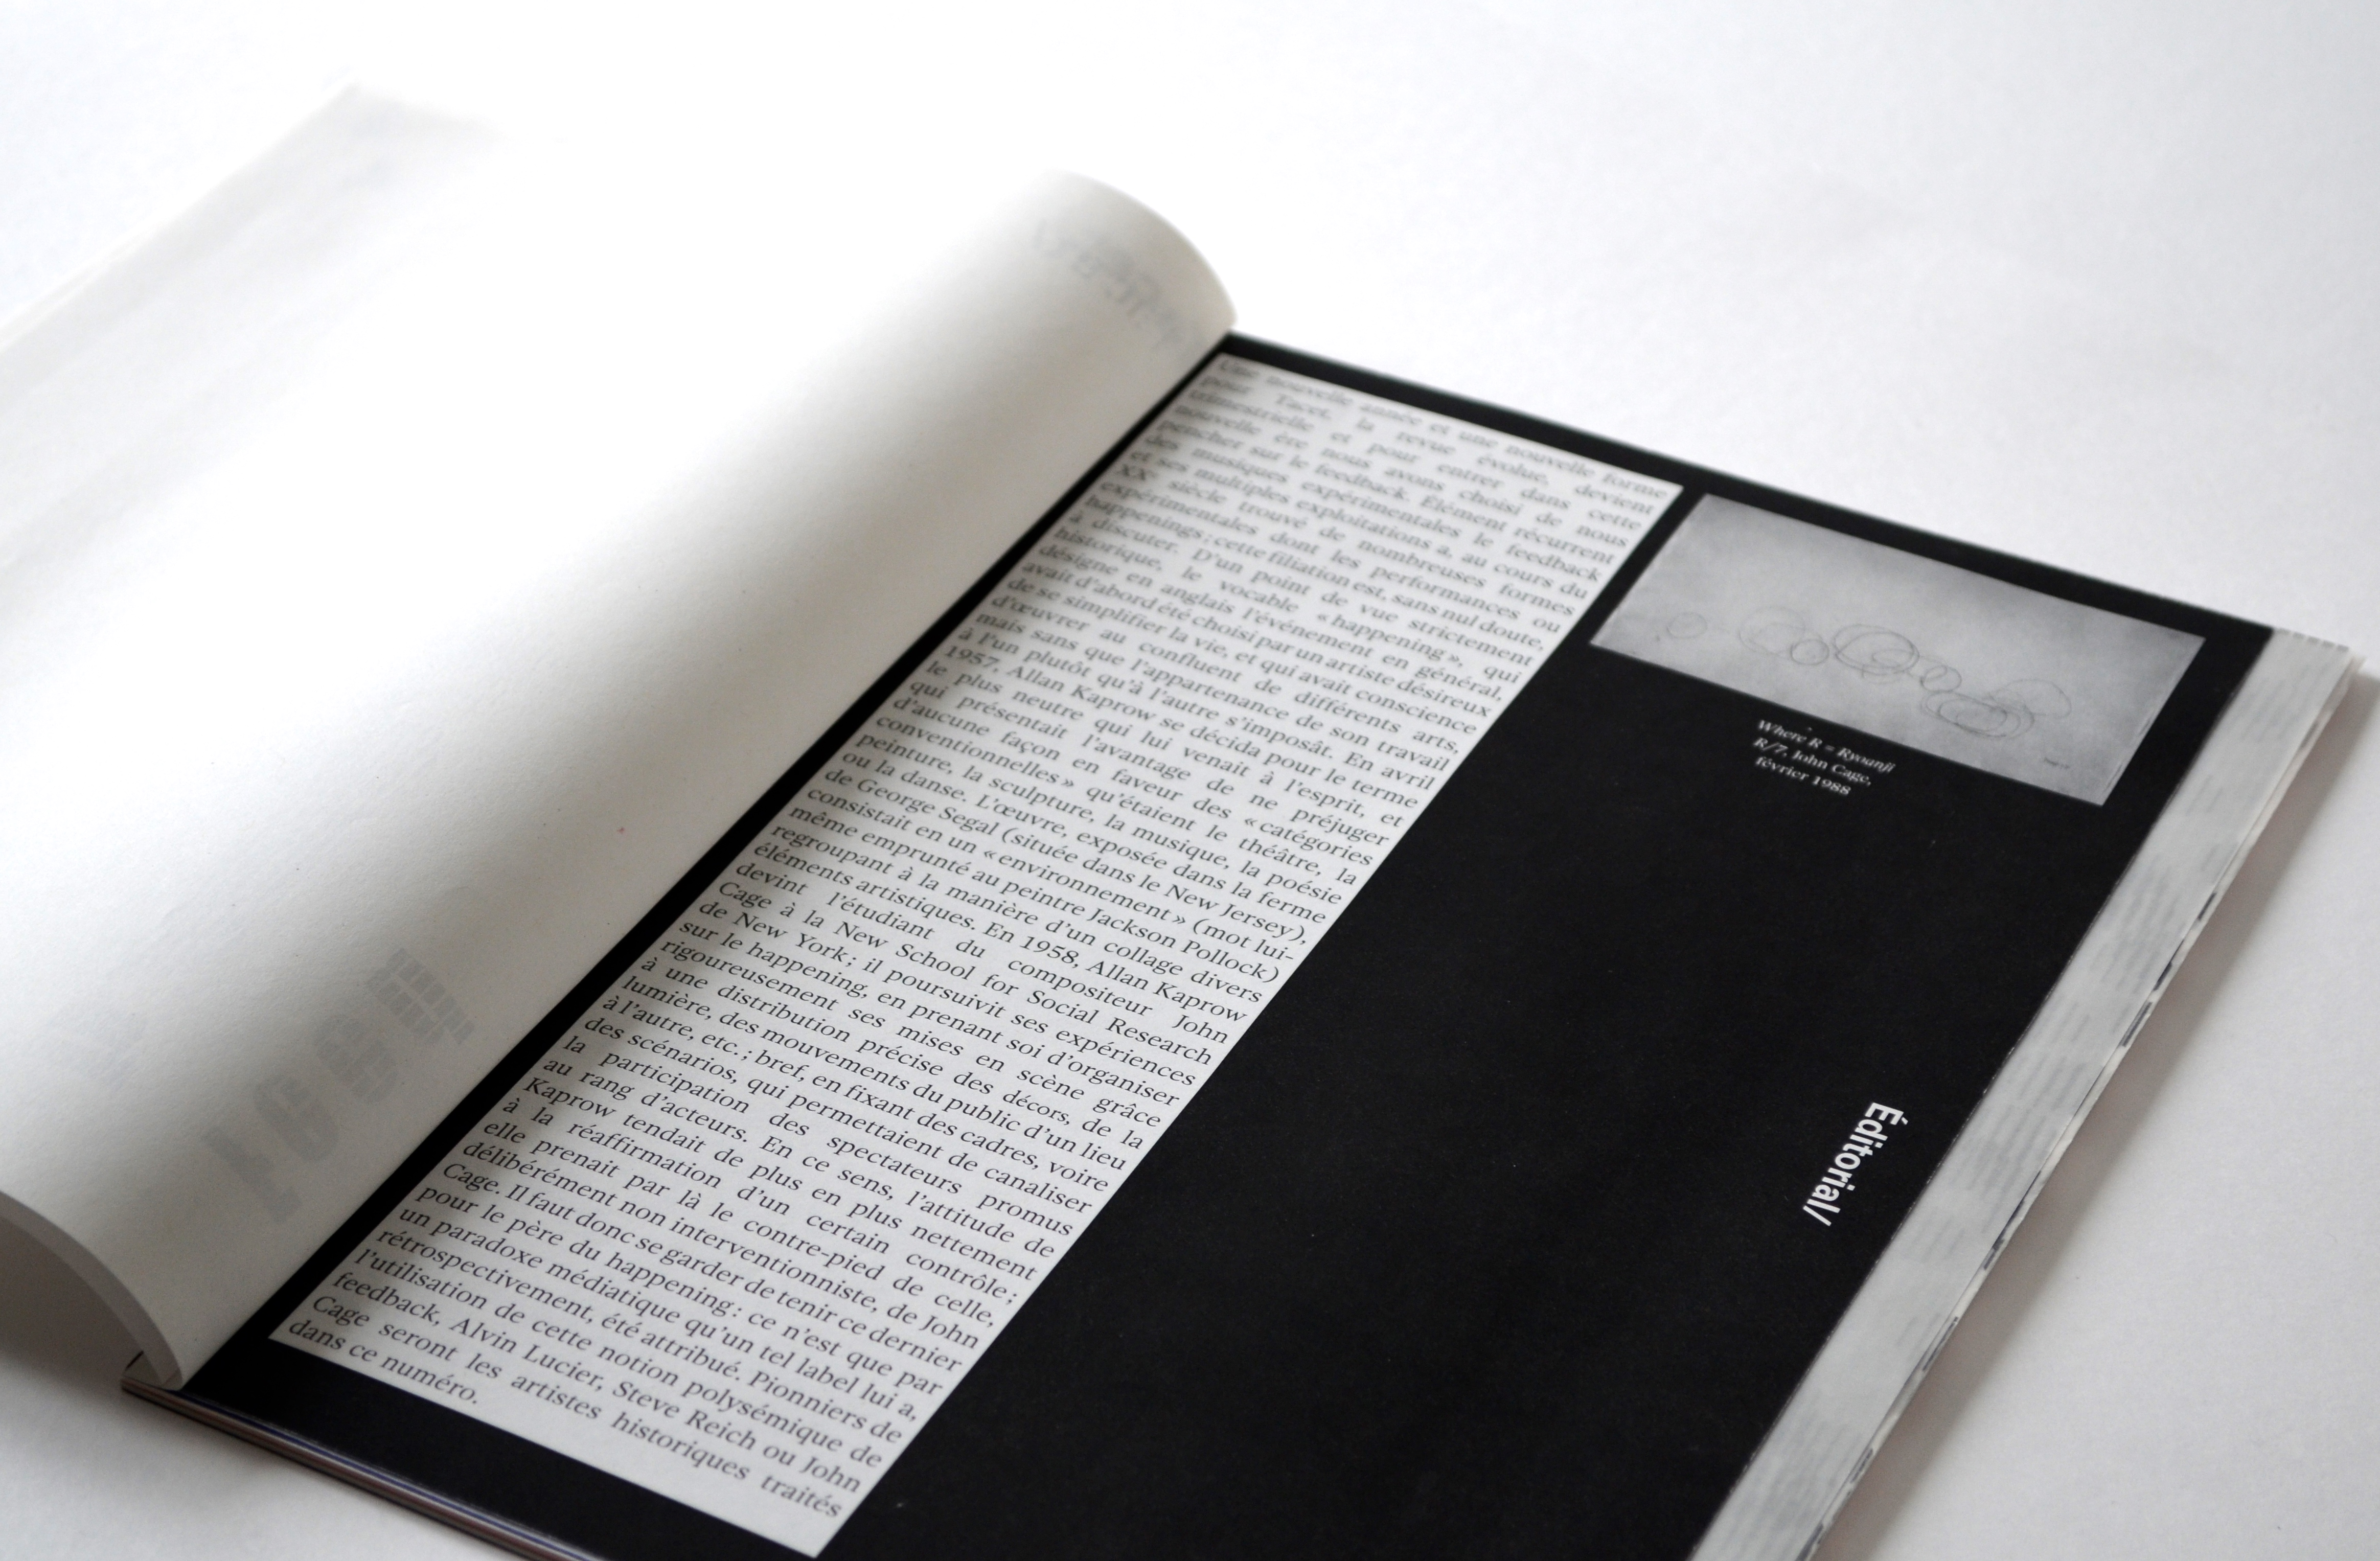 Une nouvelle année et une nouvelle forme
pour Tacet, la revue évolue, devient
trimestrielle et pour entrer dans cette
nouvelle ère nous avons choisi de nous
pencher sur le feedback. Élément récurrent
des musiques expérimentales le feedback
et ses multiples exploitations a, au cours du
XX siècle trouvé de nombreuses formes
expérimentales dont les performances ou
happenings ; cette filiation est, sans nul doute,
à discuter. D'un point de vue strictement
historique, le vocable « happening », qui
désigne en anglais l'événement en général,
avait d'abord été choisi par un artiste désireux
de se simplifier la vie, et qui avait conscience
d'œuvrer au confluent de différents arts,
mais sans que l'appartenance de son travail
à l'un plutôt qu'à l'autre s'imposât. En avril
1957, Allan Kaprow se décida pour le terme
le plus neutre qui lui venait à l'esprit, et
qui présentait l'avantage de ne préjuger
d'aucune façon en faveur des « catégories
conventionnelles » qu'étaient le théâtre, la
peinture, la sculpture, la musique, la poésie
ou la danse. L'œuvre, exposée dans la ferme
de George Segal (située dans le New Jersey),
consistait en un « environnement » (mot lui-
même emprunté au peintre Jackson Pollock)
regroupant à la manière d'un collage divers
éléments artistiques. En 1958, Allan Kaprow
devint l'étudiant du compositeur John
Cage à la New School for Social Research
de New York ; il poursuivit ses expériences
sur le happening, en prenant soi d'organiser
rigoureusement ses mises en scène grâce
à une distribution précise des décors, de la
lumière, des mouvements du public d'un lieu
à l'autre, etc. ; bref, en fixant des cadres, voire
des scénarios, qui permettaient de canaliser
la participation des spectateurs promus
au rang d'acteurs. En ce sens, l'attitude de
Kaprow tendait de plus en plus nettement
à la réaffirmation d'un certain contrôle ;
elle prenait par là le contre-pied de celle,
délibérément non interventionniste, de John
Cage. Il faut donc se garder de tenir ce dernier
pour le père du happening : ce n'est que par
un paradoxe médiatique qu'un tel label lui a,
rétrospectivement, été attribué. Pionniers de
l'utilisation de cette notion polysémique de
feedback, Alvin Lucier, Steve Reich ou John
Cage seront les artistes historiques traités
dans ce numéro.
Where R = Ryoanji
R/7. John Cage,
février 1988
Éditorial/